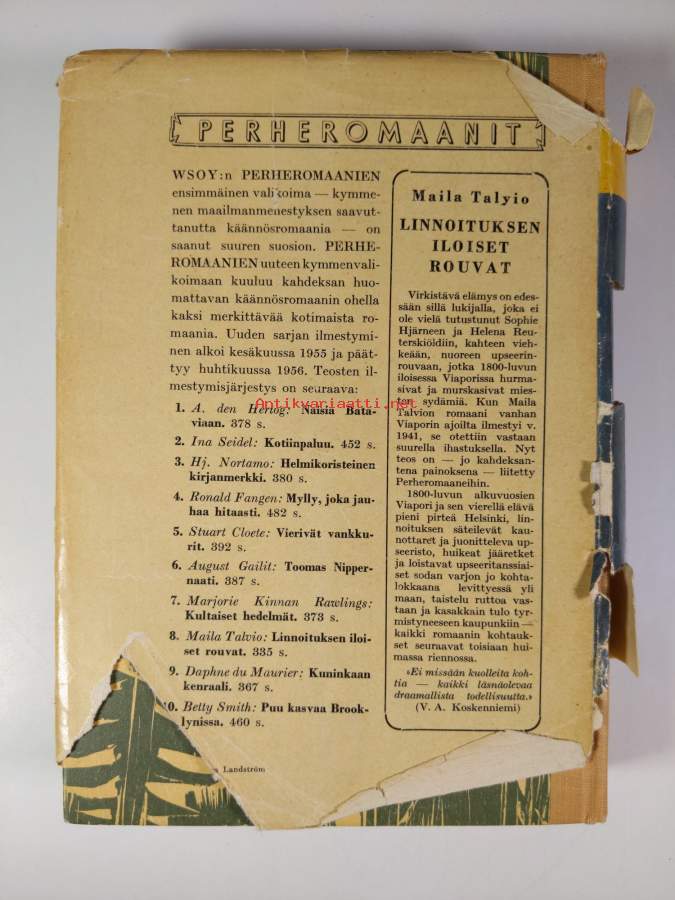 PERHEROMAANIT
WSOY:n PERHEROMAANIEN
ensimmäinen valikoima — kymme-
nen maailmanmenestyksen saavut-
tanutta käännösromaania — on
saanut suuren suosion. PERHE-
ROMAANIEN uuteen kymmenvali-
koimaan kuuluu kahdeksan huo-
mattavan käännösromaanin ohella
kaksi merkittävää kotimaista ro-
maania. Uuden sarjan ilmestymi-
nen alkoi kesäkuussa 1955 ja päät-
tyy huhtikuussa 1956. Teosten il-
mestymisjärjestys on seuraava:
1. A. den Hertog: Naisia Bata-
viaan. 378 s.
2. Ina Seidel: Kotiinpaluu. 452 s.
3. Hj. Nortamo: Helmikoristeinen
kirjanmerkki. 380 s.
4. Ronald Fangen: Mylly, joka jau-
haa hitaasti. 482 s.
5. Stuart Cloete: Vierivät vankku-
rit. 392 s.
6. August Gailit: Toomas Nipper-
naati. 387 s.
7. Marjorie Kinnan Rawlings:
Kultaiset hedelmät. 373 s.
8. Maila Talvio: Linnoituksen iloi-
set rouvat. 335 s.
9. Daphne du Maurier: Kuninkaan
kenraali. 367 s.
10. Betty Smith: Puu kasvaa Brook-
lynissa. 460 s.
Landström
Maila Talyio
LINNOITUKSEN
ILOISET
ROUVAT
Virkistävä elämys on edes-
sään sillä lukijalla, joka ei
ole vielä tutustunut Sophie
Hjärneen ja Helena Reu-
terskiöldiin, kahteen vieh-
keään, nuoreen upseerin-
rouvaan, jotka 1800-luvun
iloisessa Viaporissa hurma-
sivat ja murskasivat mies-
ten sydämiä. Kun Maila
Talvion romaani vanhan
Viaporin ajoilta ilmestyi v.
1941, se otettiin vastaan
suurella ihastuksella. Nyt
teos on — jo kahdeksan-
tena painoksena — liitetty
Perheromaaneihin.
1800-luvun alkuvuosien
Viapori ja sen vierellä elävä
pieni pirteä Helsinki, lin-
noituksen säteilevät kau-
nottaret ja juonitteleva up-
seeristo, huikeat jääretket
ja loistavat upseeritanssiai-
set sodan varjon jo kohta-
lokkaana levittyessä yli
maan, taistelu ruttoa vas-
taan ja kasakkain tulo tyr-
mistyneeseen kaupunkiin —
kaikki romaanin kohtauk-
set seuraavat toisiaan hui-
massa riennossa.
»Ei missään kuolleita koh-
tia — kaikki läsnäolevaa
draamallista todellisuutta.»
(V. A. Koskenniemi)
Antikvariaatti.net